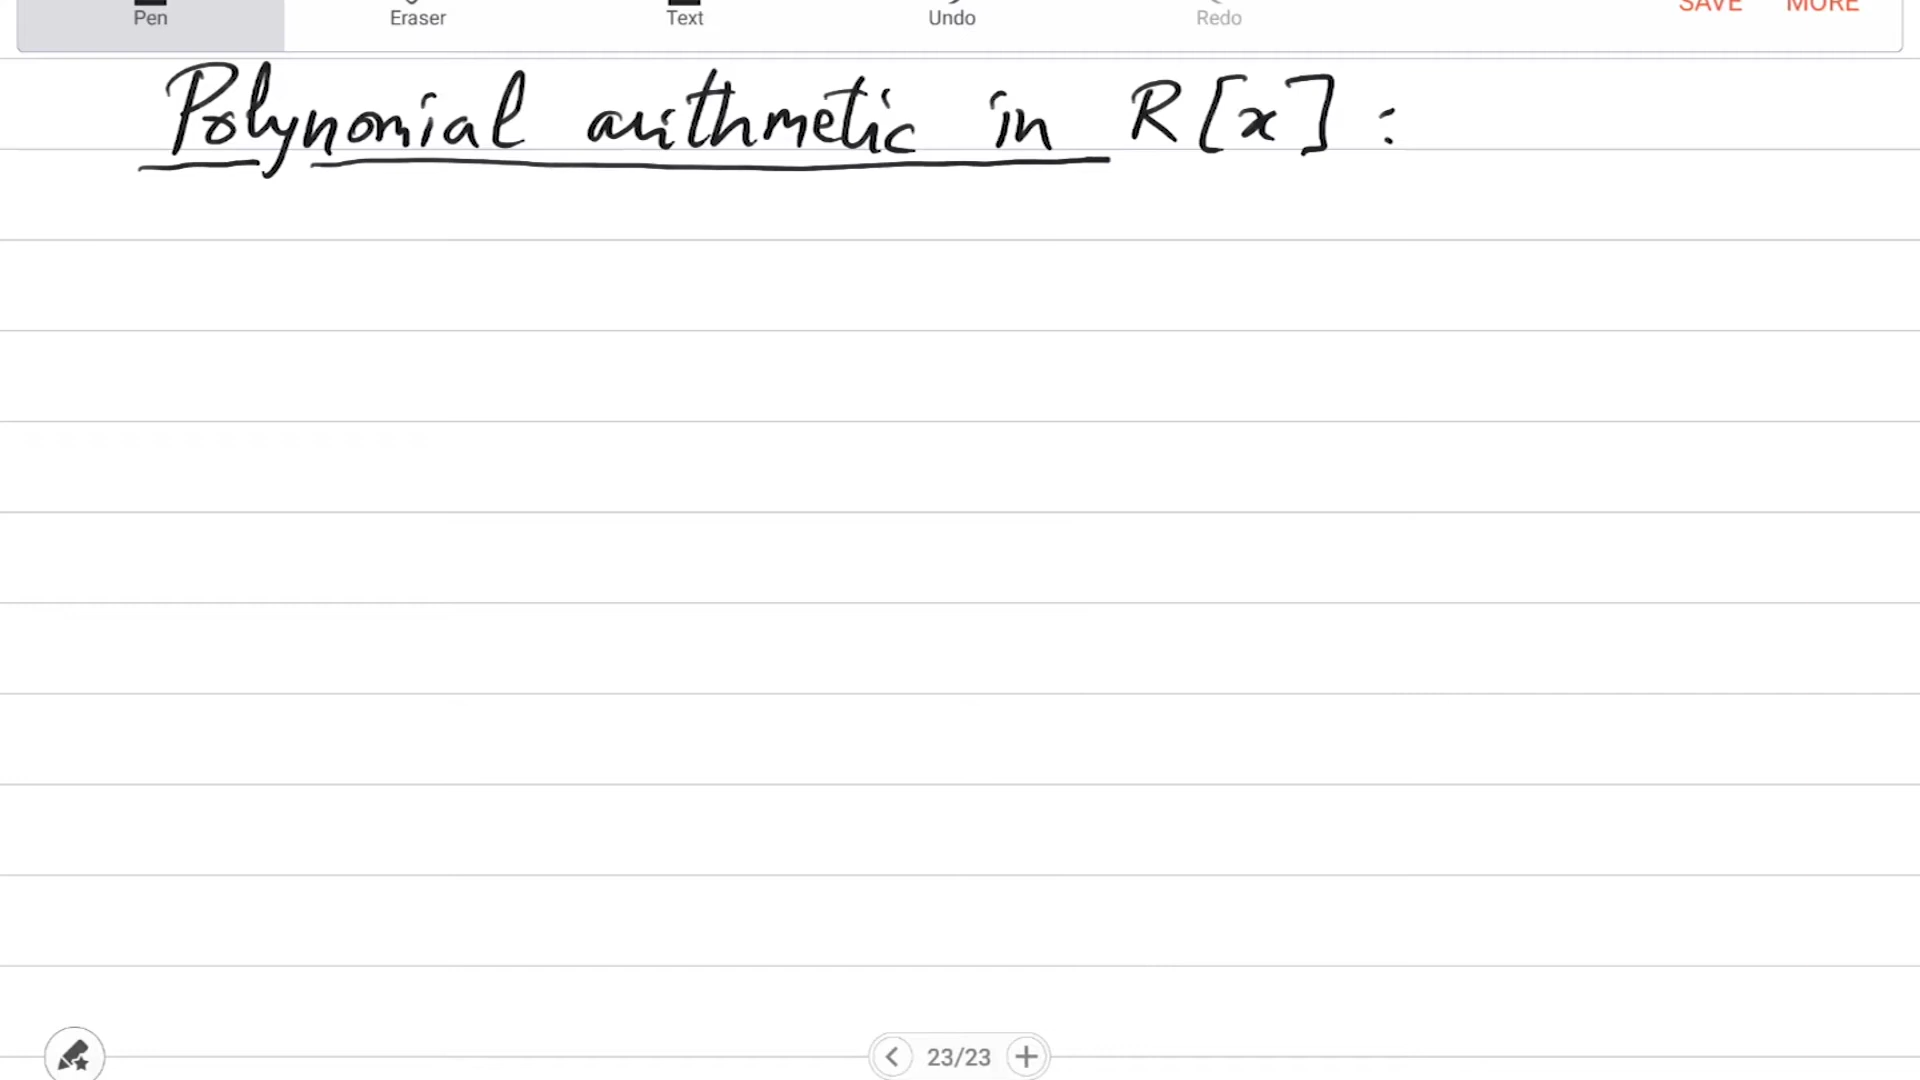 Pen Eraser Text Undo Redo SAVE MORE
Polynomial arithmetic in R[x] :
23/23